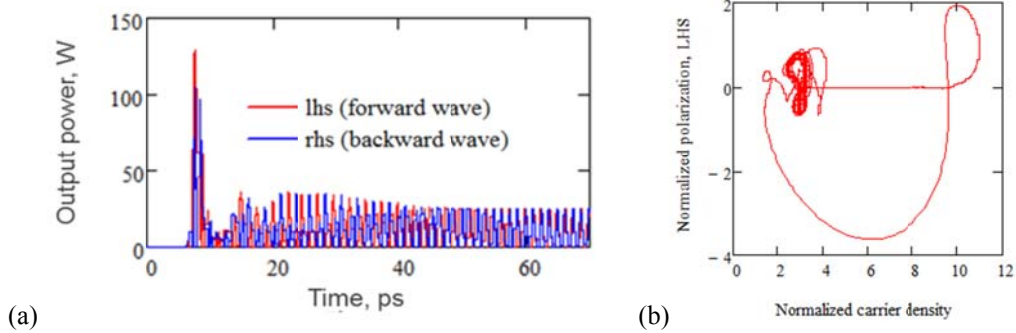 150
100
50
0
0
20
40
60
Output power, W
lhs (forward wave)
rhs (backward wave)
Time, ps
(a)
2
0
− 2
− 4
0
2
4
6
8
10
12
Normalized polarization, LHS
Normalized carrier density
(b)